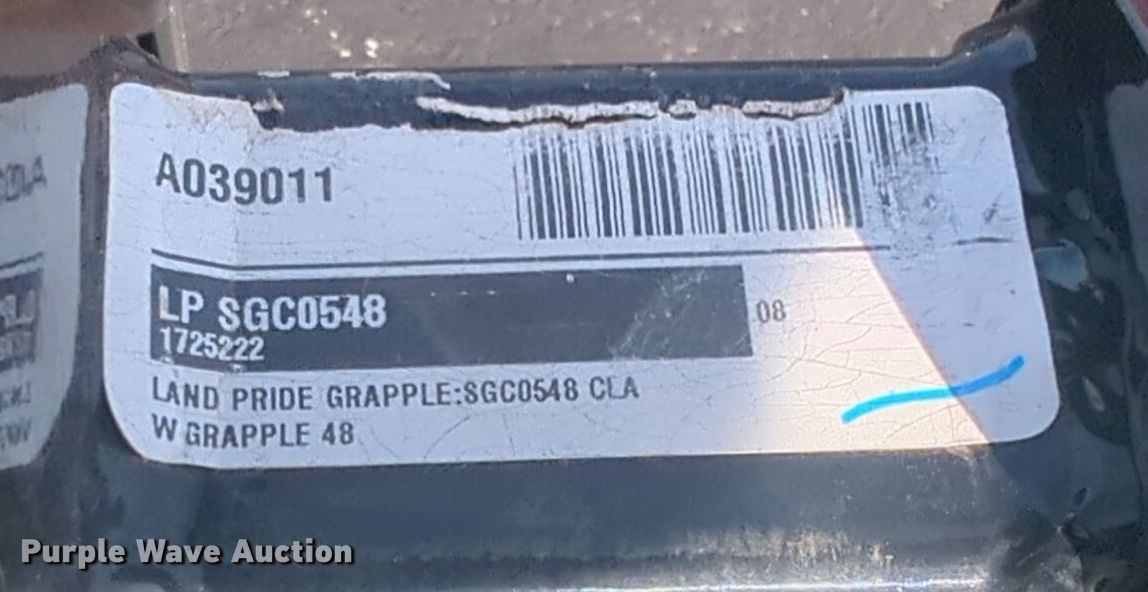 A039011
LP SGC0548
1725222
08
LAND PRIDE GRAPPLE:SGC0548 CLA
W GRAPPLE 48
Purple Wave Auction